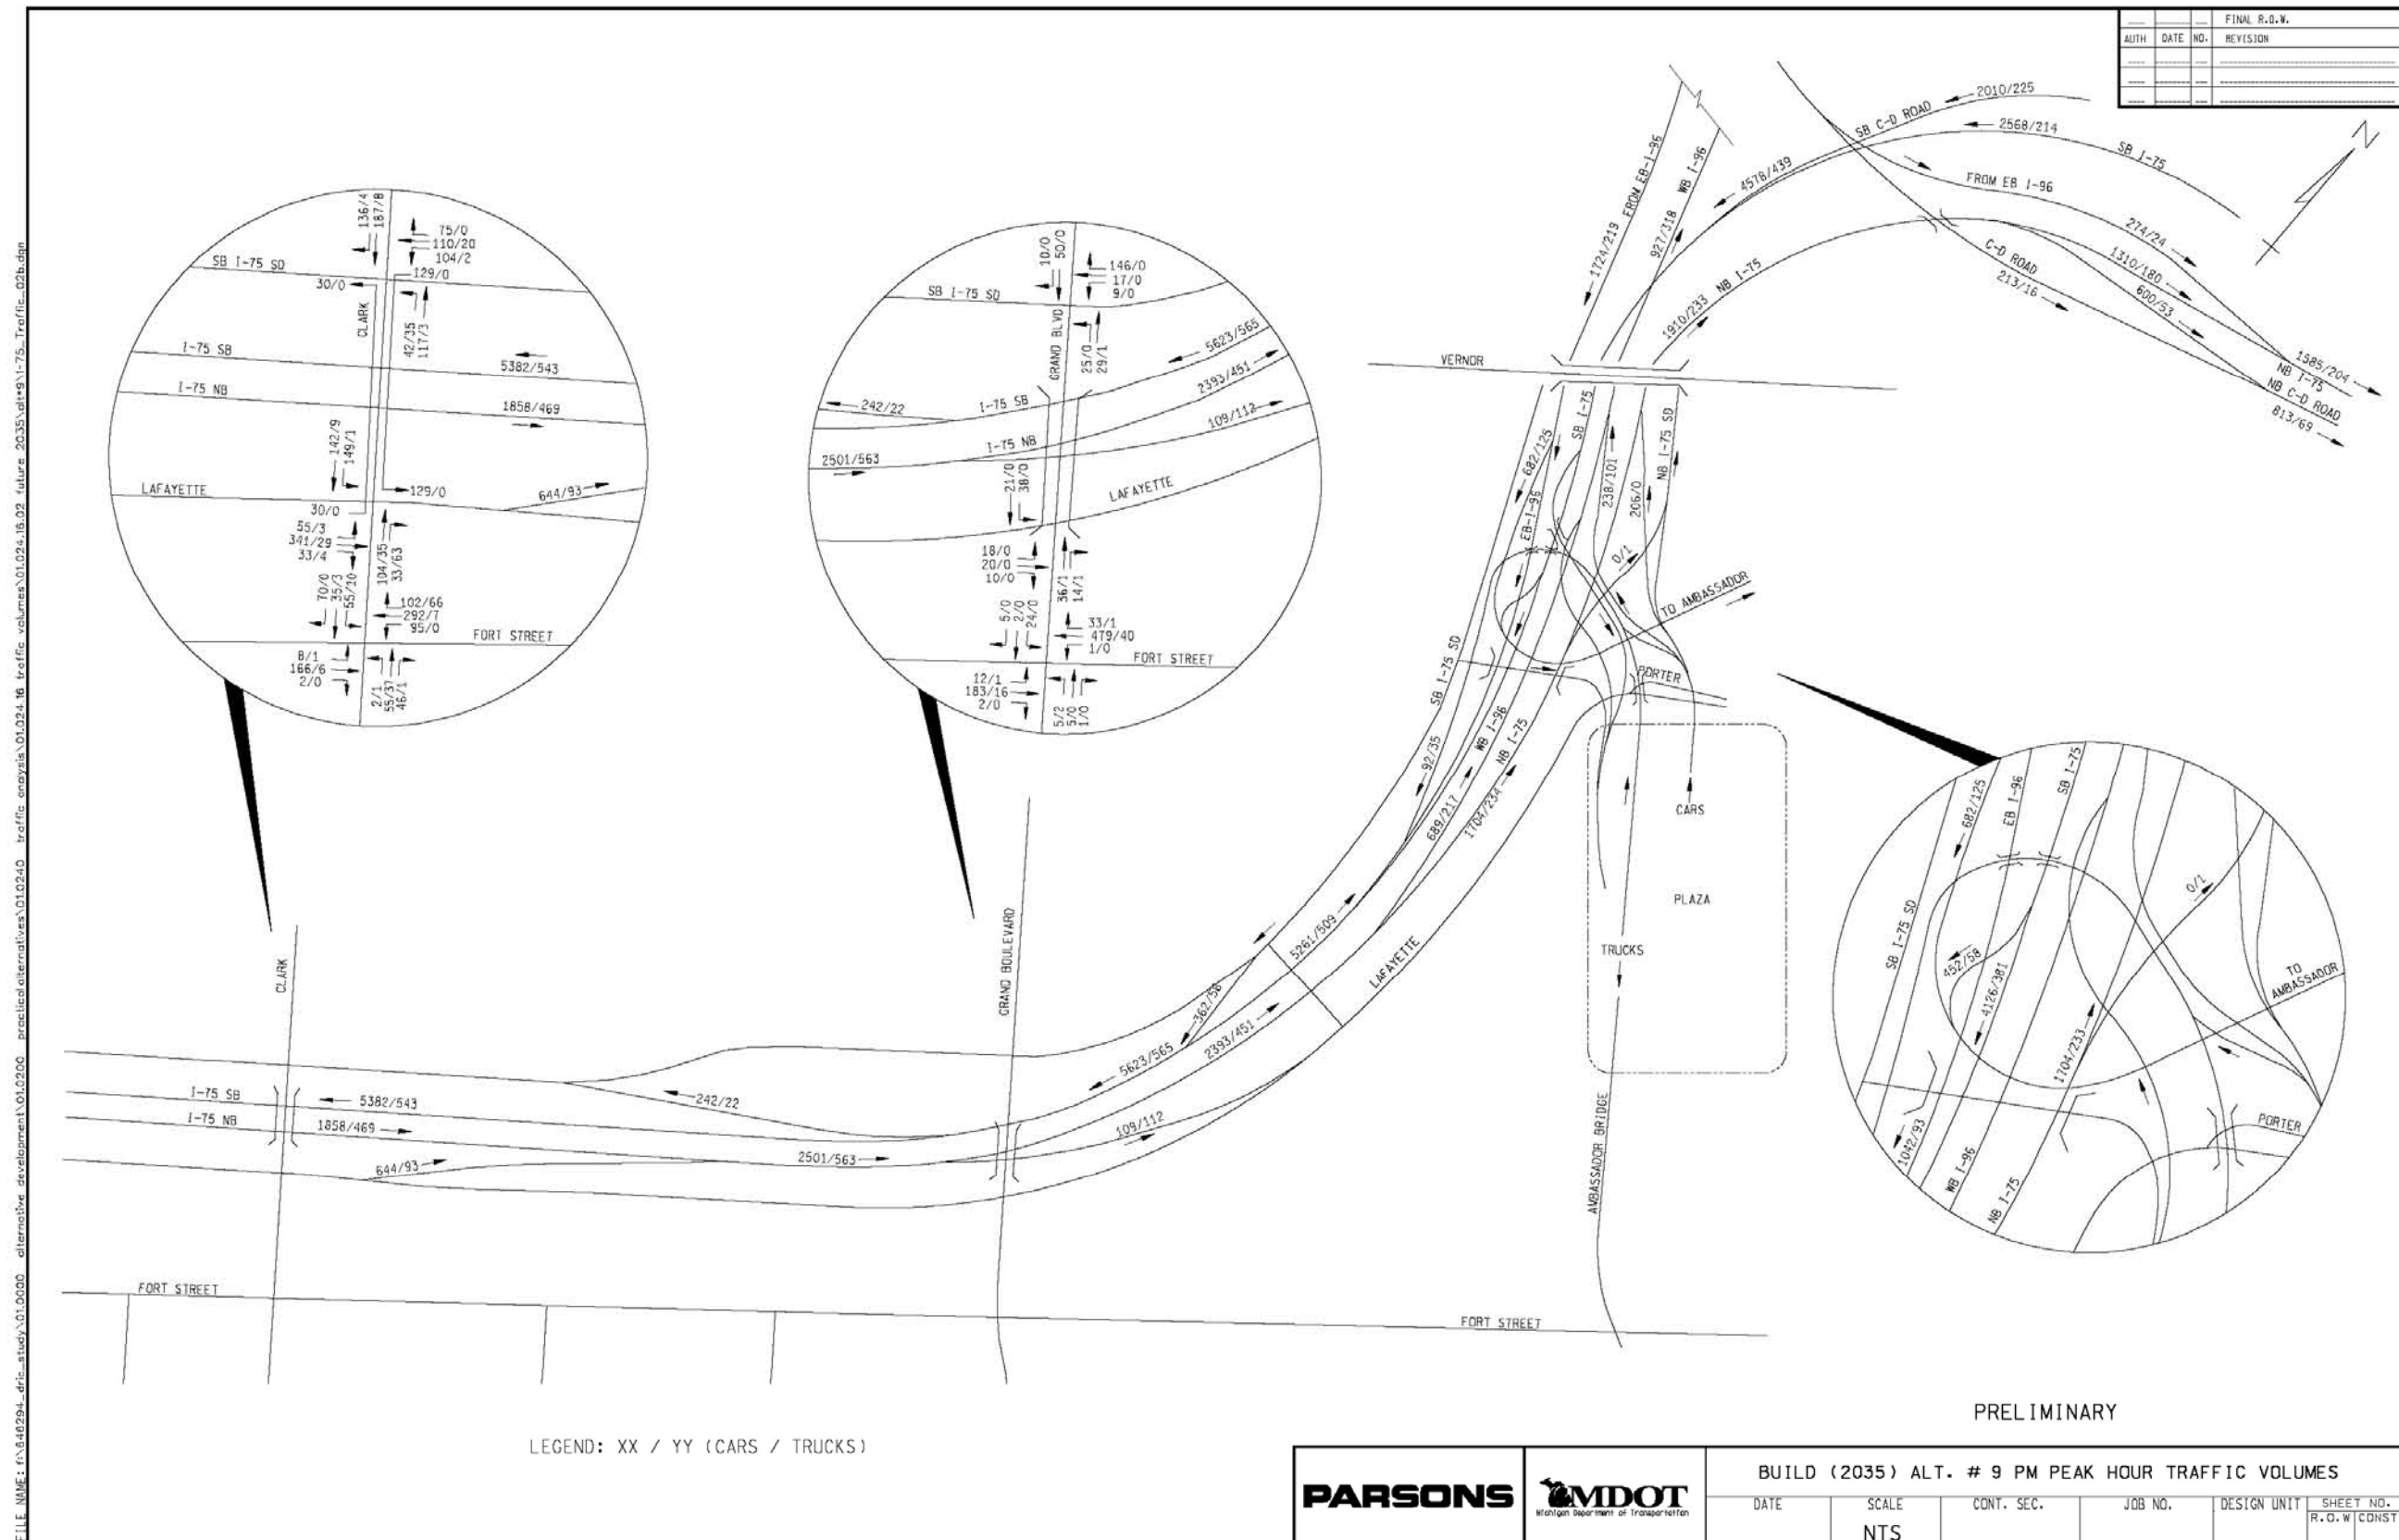 FINAL R.O.W.
AUTH DATE NO. REVISION
2010/225
SB C-D ROAD
2568/214
SB I-75
4578/439
FROM EB I-96
274/24
1310/180
600/53
C-D ROAD
213/16
1585/204
NB I-75
NB C-D ROAD
813/69
1724/219 FROM EB-I-96
927/318 WB I-96
1910/233 NB I-75
VERNOR
136/4
187/8
75/0
110/20
104/2
SB I-75 SD
129/0
30/0
CLARK
42/35
117/3
I-75 SB
5382/543
I-75 NB
1858/469
142/9
149/1
LAFAYETTE
129/0
644/93
30/0
55/3
341/29
33/4
104/35
33/63
70/0
35/3
55/20
102/66
292/7
95/0
FORT STREET
8/1
166/6
2/0
2/1
55/37
46/1
10/0
50/0
146/0
17/0
9/0
SB I-75 SD
GRAND BLVD
25/0
29/1
5623/565
2393/451
242/22
I-75 SB
109/112
I-75 NB
2501/563
21/0
38/0
LAFAYETTE
18/0
20/0
10/0
36/1
14/1
5/0
2/0
24/0
33/1
479/40
1/0
FORT STREET
12/1
183/16
2/0
5/2
5/0
1/0
682/125
SB I-75
EB-I-96
238/101
206/0
NB I-75 SD
0/1
TO AMBASSADOR
SB I-75 SD
PORTER
92/35
WB I-96
689/217
NB I-75
1704/234
CARS
PLAZA
TRUCKS
AMBASSADOR BRIDGE
5261/509
LAFAYETTE
362/58
2393/451
5623/565
109/112
682/125
EB I-96
SB I-75
SB I-75 SD
452/58
4126/381
0/1
TO
AMBASSADOR
1704/233
PORTER
1042/93
WB I-96
NB I-75
CLARK
GRAND BOULEVARD
I-75 SB
5382/543
242/22
I-75 NB
1858/469
644/93
2501/563
FORT STREET
FORT STREET
LEGEND: XX / YY (CARS / TRUCKS)
PRELIMINARY
PARSONS
MDOT
Michigan Department of Transportation
BUILD (2035) ALT. # 9 PM PEAK HOUR TRAFFIC VOLUMES
DATE SCALE CONT. SEC. JOB NO. DESIGN UNIT SHEET NO.
R.O.W CONST
NTS